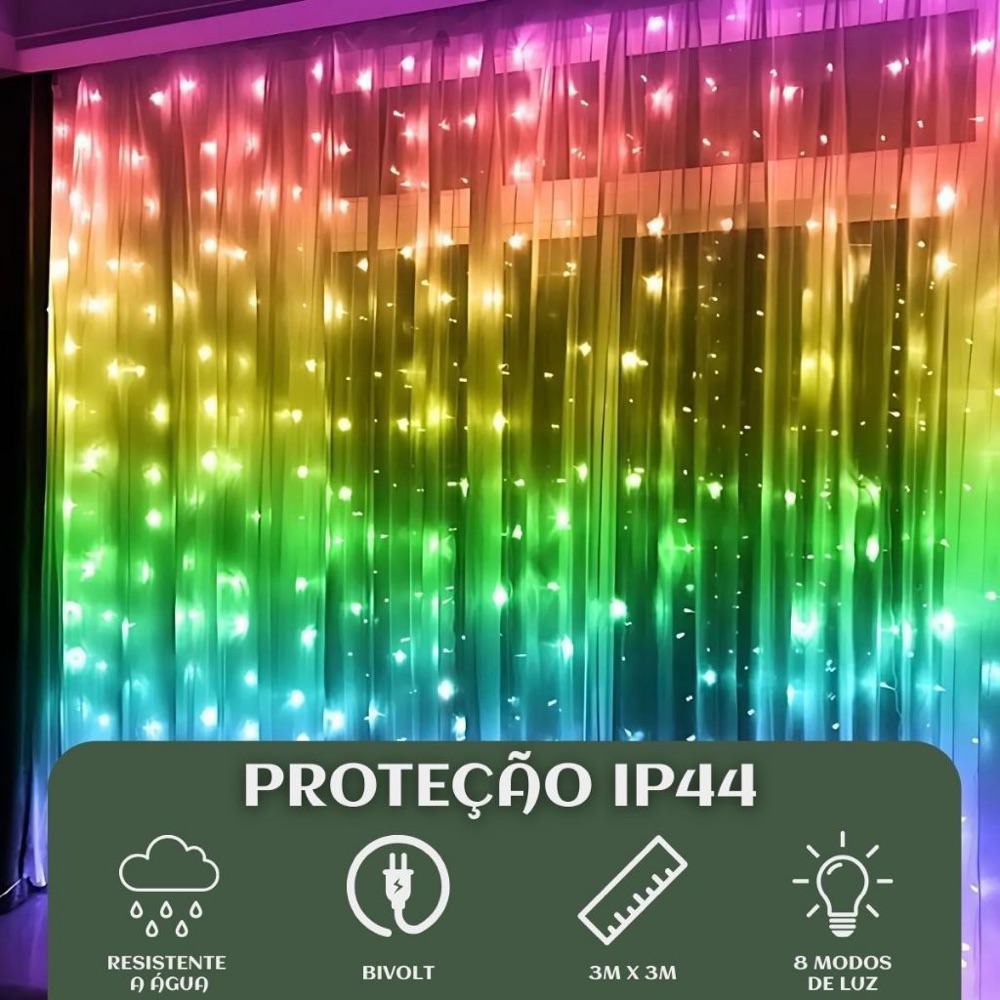 PROTEÇÃO IP44
RESISTENTE
A ÁGUA
BIVOLT
3M X 3M
8 MODOS
DE LUZ